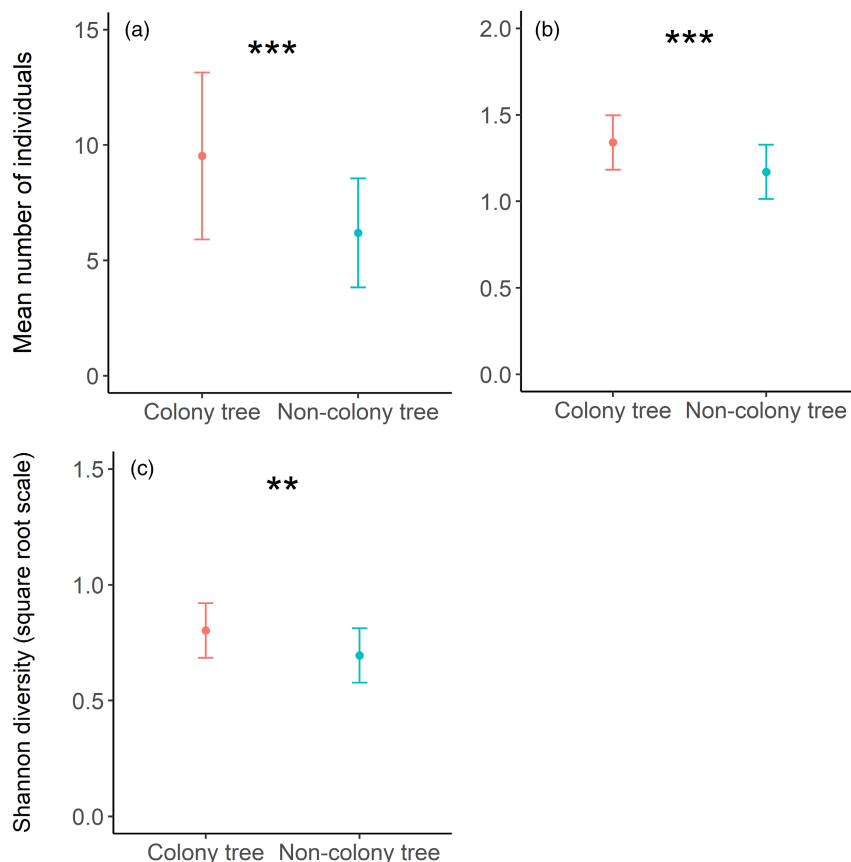 (a)
***
Mean number of individuals
15
10
5
0
Colony tree Non-colony tree
(b)
***
2.0
1.5
1.0
0.5
0.0
Colony tree Non-colony tree
(c)
**
Shannon diversity (square root scale)
1.5
1.0
0.5
0.0
Colony tree Non-colony tree